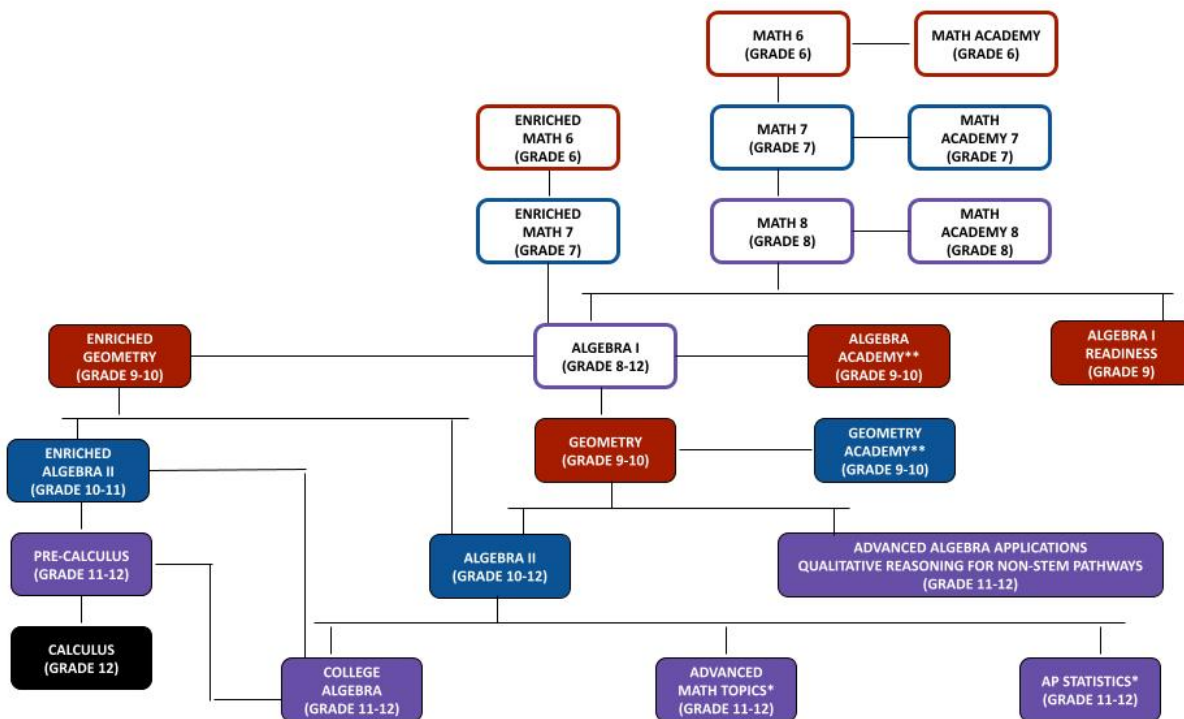 MATH 6
(GRADE 6)
MATH ACADEMY
(GRADE 6)
ENRICHED
MATH 6
(GRADE 6)
MATH 7
(GRADE 7)
MATH
ACADEMY 7
(GRADE 7)
ENRICHED
MATH 7
(GRADE 7)
MATH 8
(GRADE 8)
MATH
ACADEMY 8
(GRADE 8)
ENRICHED
GEOMETRY
(GRADE 9-10)
ALGEBRA I
(GRADE 8-12)
ALGEBRA
ACADEMY**
(GRADE 9-10)
ALGEBRA I
READINESS
(GRADE 9)
ENRICHED
ALGEBRA II
(GRADE 10-11)
GEOMETRY
(GRADE 9-10)
GEOMETRY
ACADEMY**
(GRADE 9-10)
PRE-CALCULUS
(GRADE 11-12)
ALGEBRA II
(GRADE 10-12)
ADVANCED ALGEBRA APPLICATIONS
QUALITATIVE REASONING FOR NON-STEM PATHWAYS
(GRADE 11-12)
CALCULUS
(GRADE 12)
COLLEGE
ALGEBRA
(GRADE 11-12)
ADVANCED
MATH TOPICS*
(GRADE 11-12)
AP STATISTICS*
(GRADE 11-12)